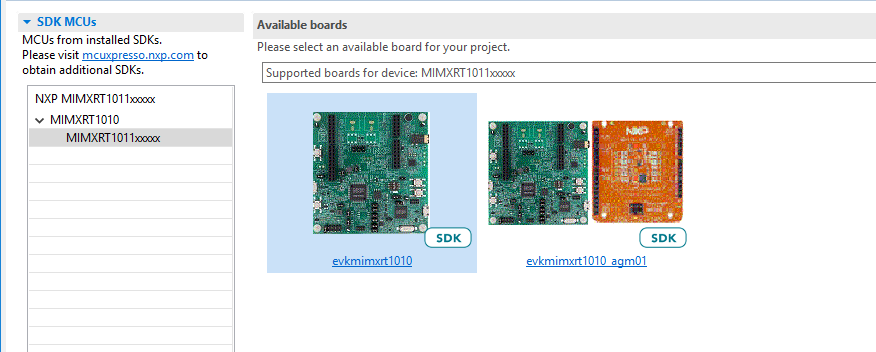 SDK MCUs
MCUs from installed SDKs.
Please visit mcuxpresso.nxp.com to
obtain additional SDKs.
NXP MIMXRT1011xxxxx
MIMXRT1010
MIMXRT1011xxxxx
Available boards
Please select an available board for your project.
Supported boards for device: MIMXRT1011xxxxx
NXP
SDK
SDK
evkmimxrt1010
evkmimxrt1010_agm01